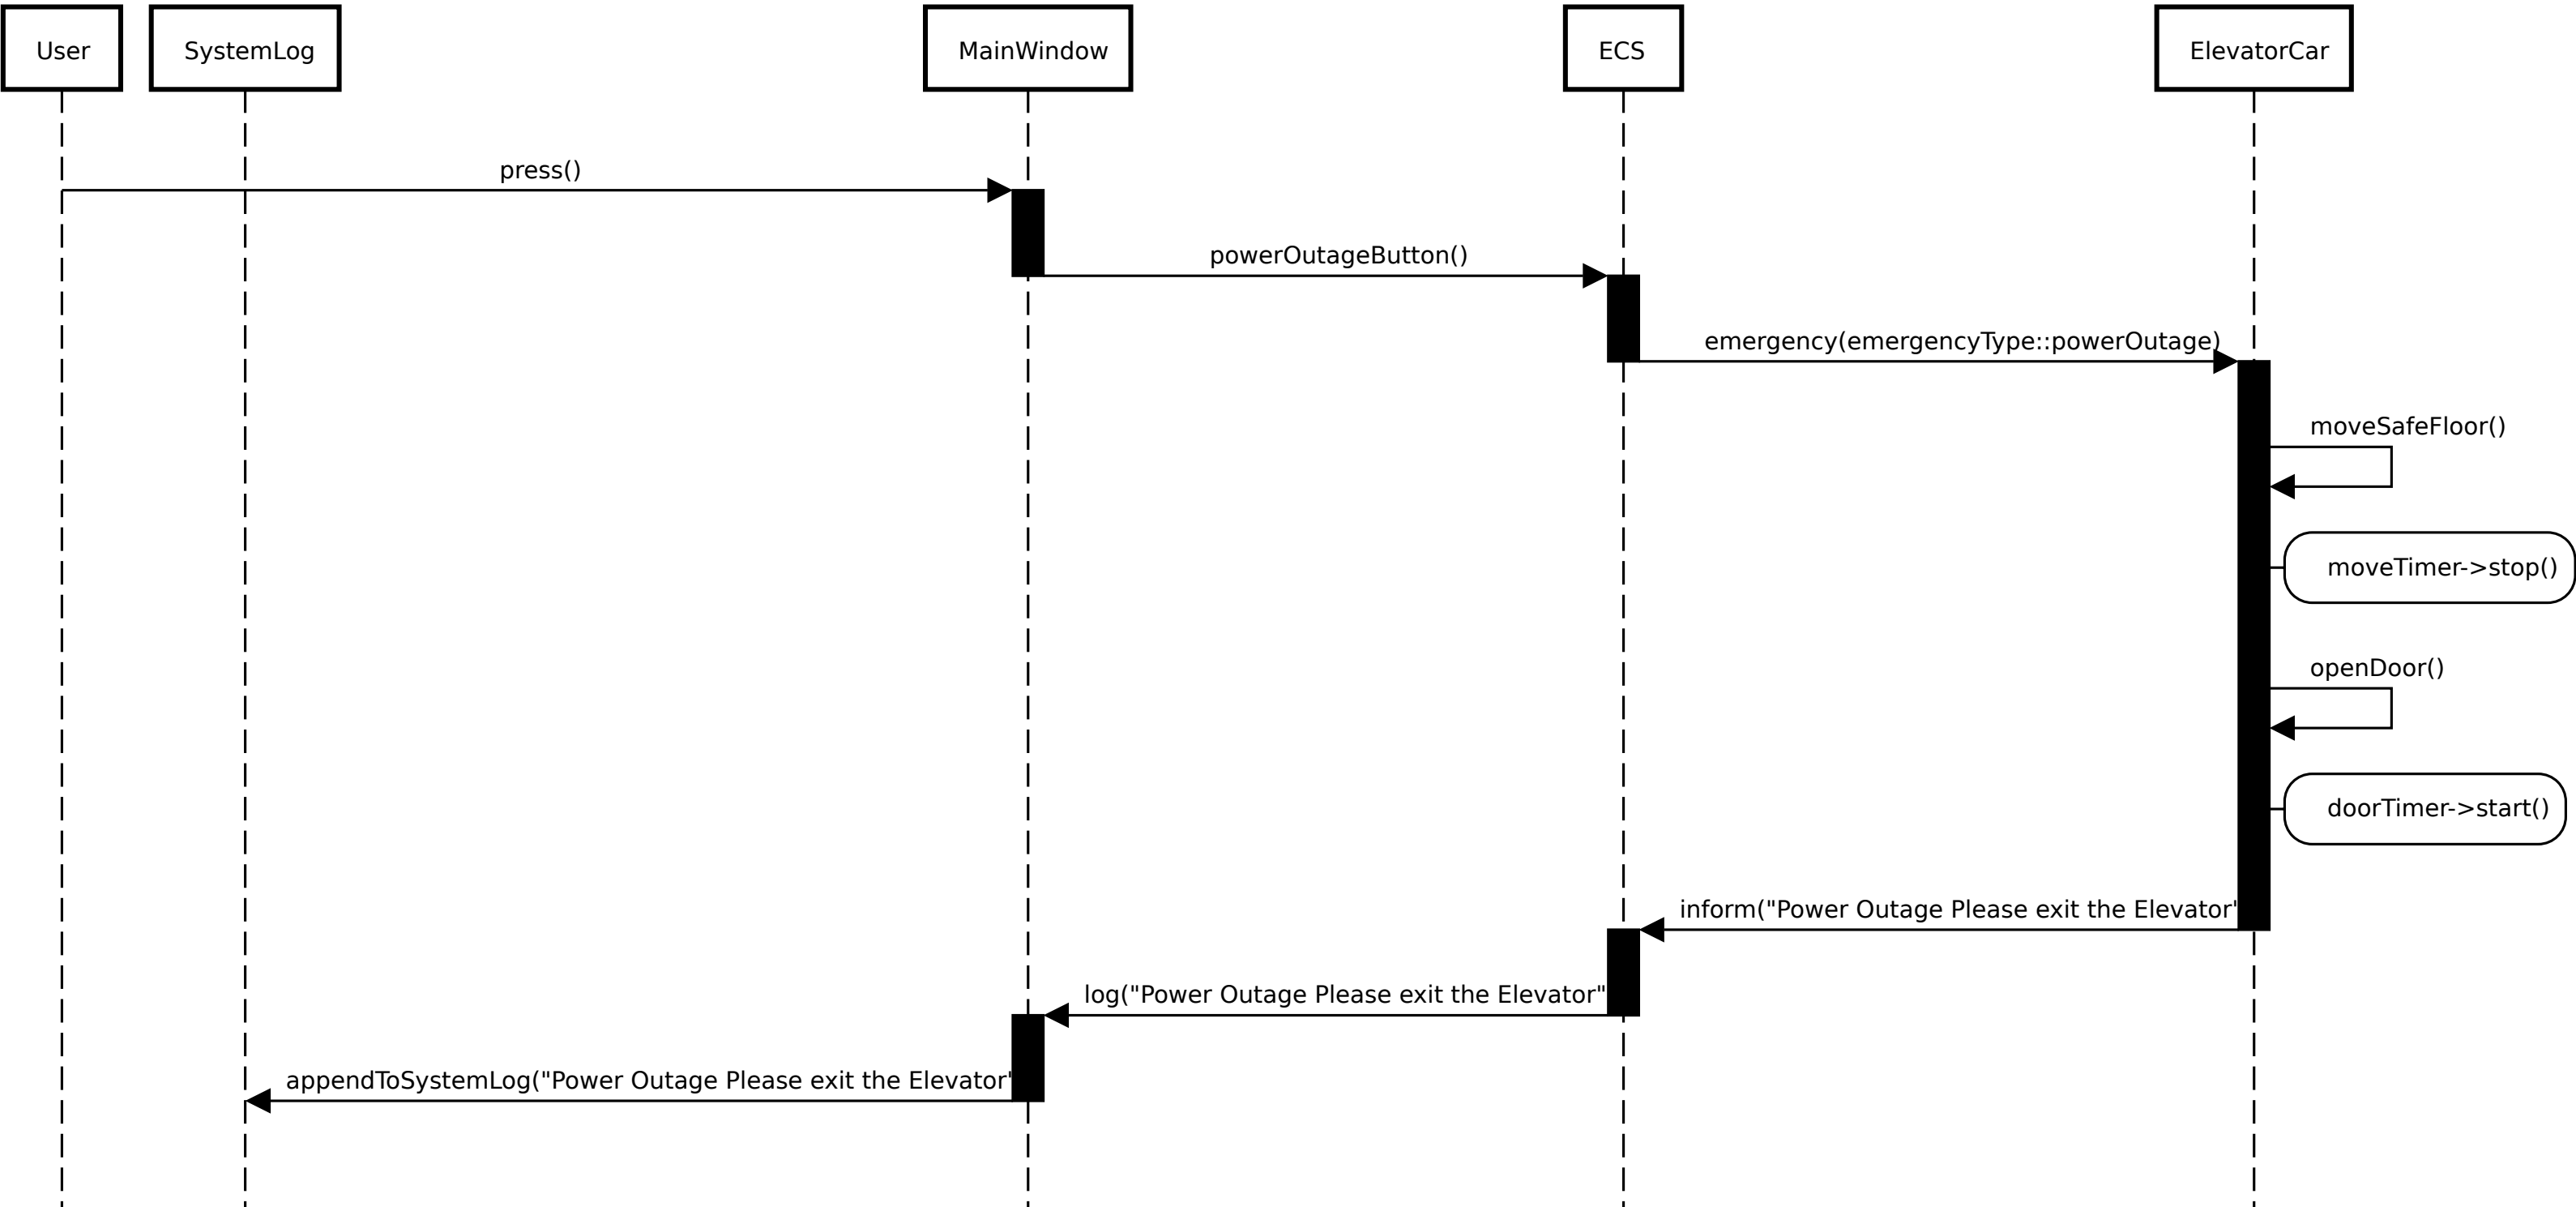 User
SystemLog
MainWindow
ECS
ElevatorCar
press()
powerOutageButton()
emergency(emergencyType::powerOutage)
moveSafeFloor()
moveTimer->stop()
openDoor()
doorTimer->start()
inform("Power Outage Please exit the Elevator"
log("Power Outage Please exit the Elevator"
appendToSystemLog("Power Outage Please exit the Elevator"